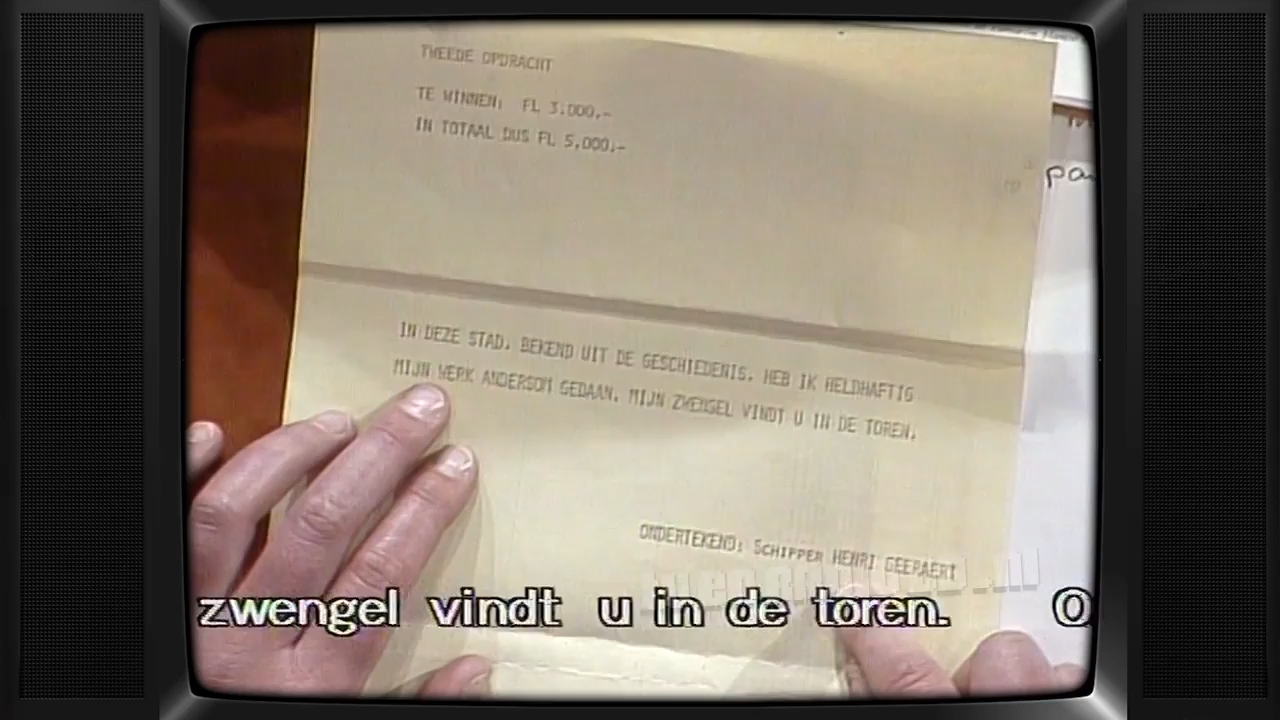 TWEEDE OPDRACHT
TE WINNEN: FL 3.000,-
IN TOTAAL DUS FL 5.000,-
pa
IN DEZE STAD, BEKEND UIT DE GESCHIEDENIS, HEB IK HELDHAFTIG
MIJN WERK ANDERSOM GEDAAN. MIJN ZWENGEL VINDT U IN DE TOREN.
ONDERTEKEND: SCHIPPER HENRI GEERAERT
zwengel vindt u in de toren. O